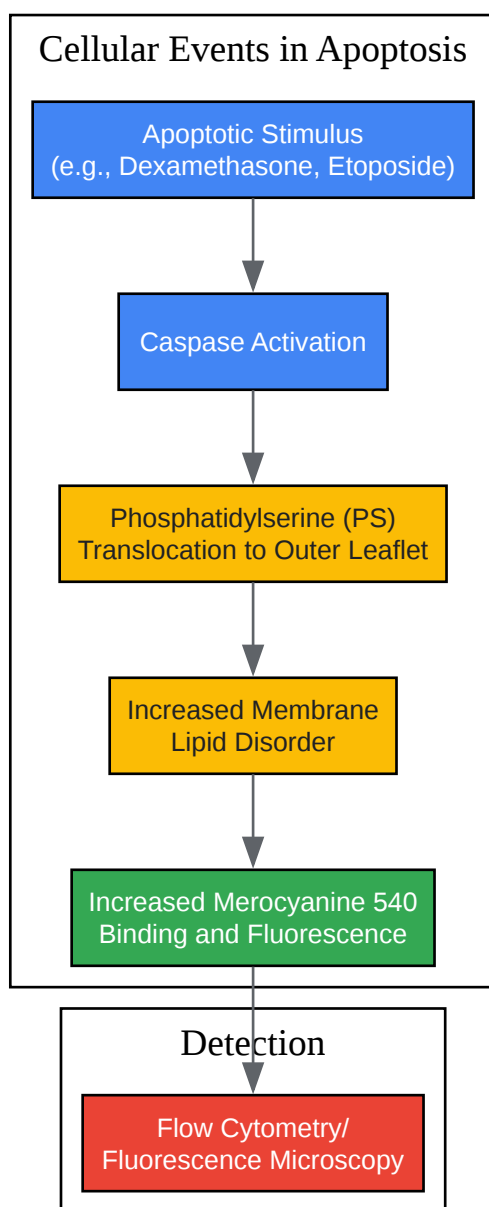 Cellular Events in Apoptosis
Apoptotic Stimulus
(e.g., Dexamethasone, Etoposide)
Caspase Activation
Phosphatidylserine (PS)
Translocation to Outer Leaflet
Increased Membrane
Lipid Disorder
Increased Merocyanine 540
Binding and Fluorescence
Detection
Flow Cytometry/
Fluorescence Microscopy